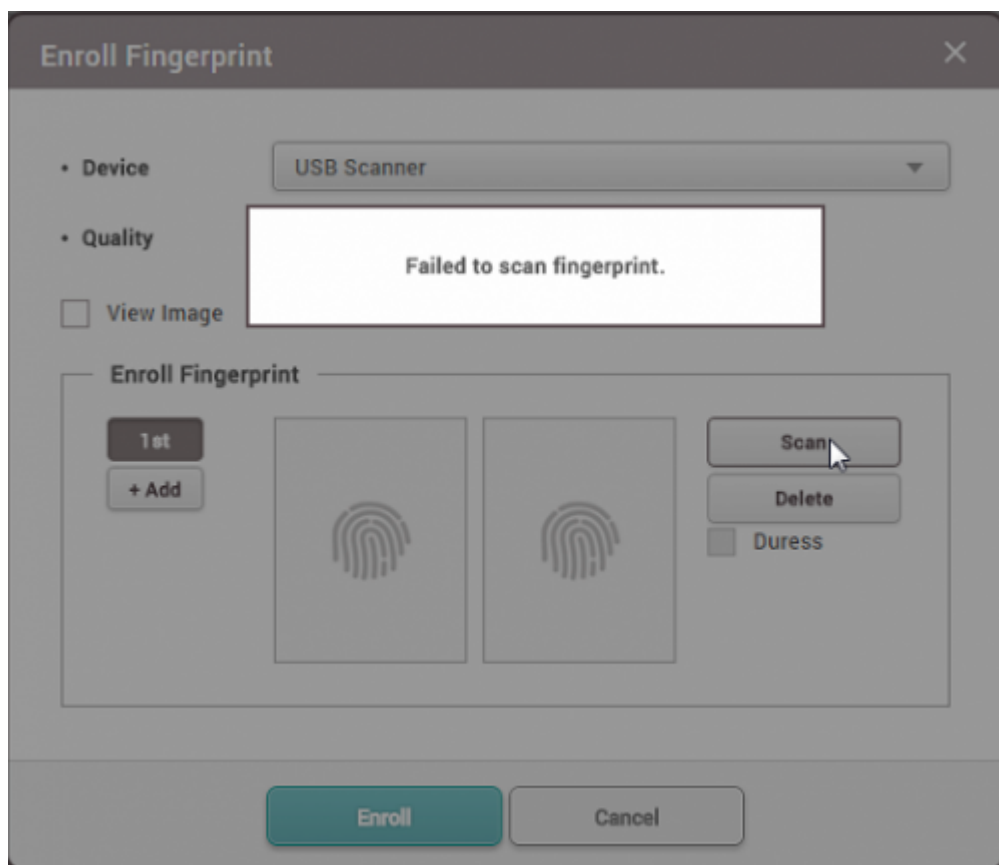 Enroll Fingerprint
• Device
USB Scanner
• Quality
Failed to scan fingerprint.
View Image
Enroll Fingerprint
1st
+ Add
Scan
Delete
Duress
Enroll
Cancel